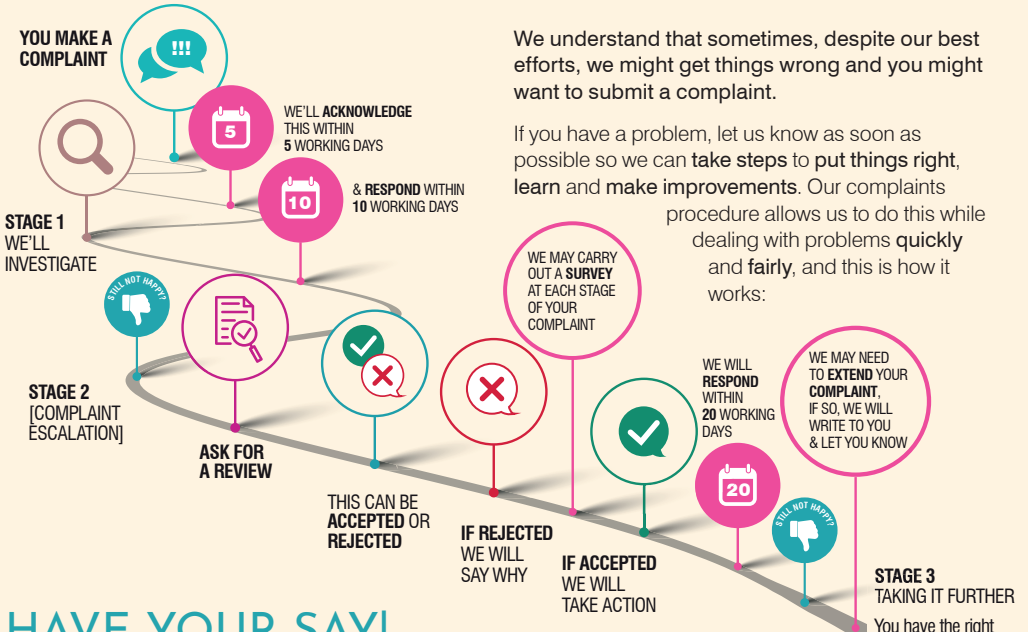 YOU MAKE A
COMPLAINT
!!!
5
WE'LL ACKNOWLEDGE
THIS WITHIN
5 WORKING DAYS
10
& RESPOND WITHIN
10 WORKING DAYS
STAGE 1
WE'LL
INVESTIGATE
We understand that sometimes, despite our best
efforts, we might get things wrong and you might
want to submit a complaint.
If you have a problem, let us know as soon as
possible so we can take steps to put things right,
learn and make improvements. Our complaints
procedure allows us to do this while
dealing with problems quickly
and fairly, and this is how it
works:
STILL NOT HAPPY?
STAGE 2
[COMPLAINT
ESCALATION]
ASK FOR
A REVIEW
THIS CAN BE
ACCEPTED OR
REJECTED
IF REJECTED
WE WILL
SAY WHY
WE MAY CARRY
OUT A SURVEY
AT EACH STAGE
OF YOUR
COMPLAINT
IF ACCEPTED
WE WILL
TAKE ACTION
WE WILL
RESPOND
WITHIN
20 WORKING
DAYS
20
STILL NOT HAPPY?
WE MAY NEED
TO EXTEND YOUR
COMPLAINT,
IF SO, WE WILL
WRITE TO YOU
& LET YOU KNOW
STAGE 3
TAKING IT FURTHER
You have the right
HAVE YOUR SAY!